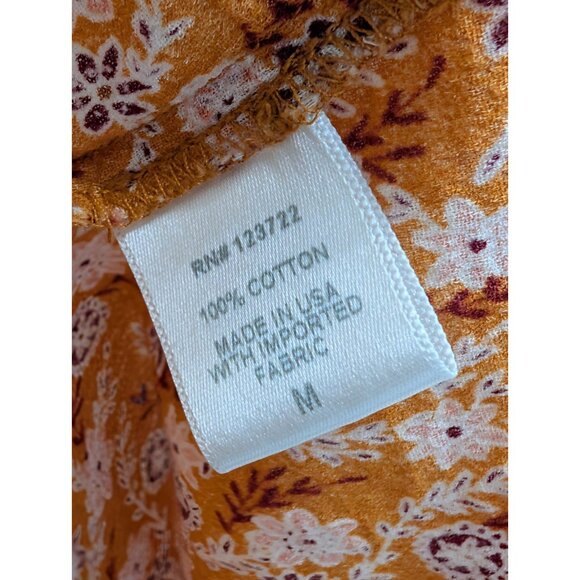 RN# 123722
100% COTTON
MADE IN USA
WITH IMPORTED
FABRIC
M